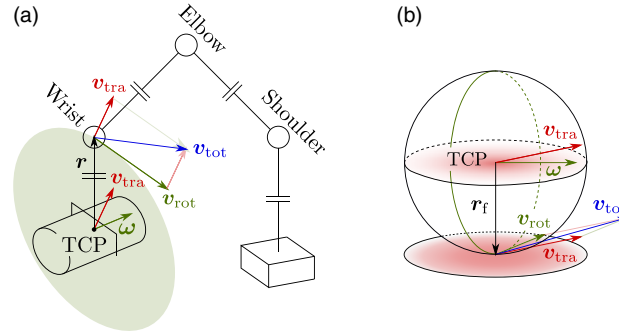 (a)
Elbow
Wrist
v_tra
Shoulder
v_tot
r
v_tra
v_rot
ω
TCP
(b)
v_tra
TCP
ω
r_f
v_rot
v_to
v_tra